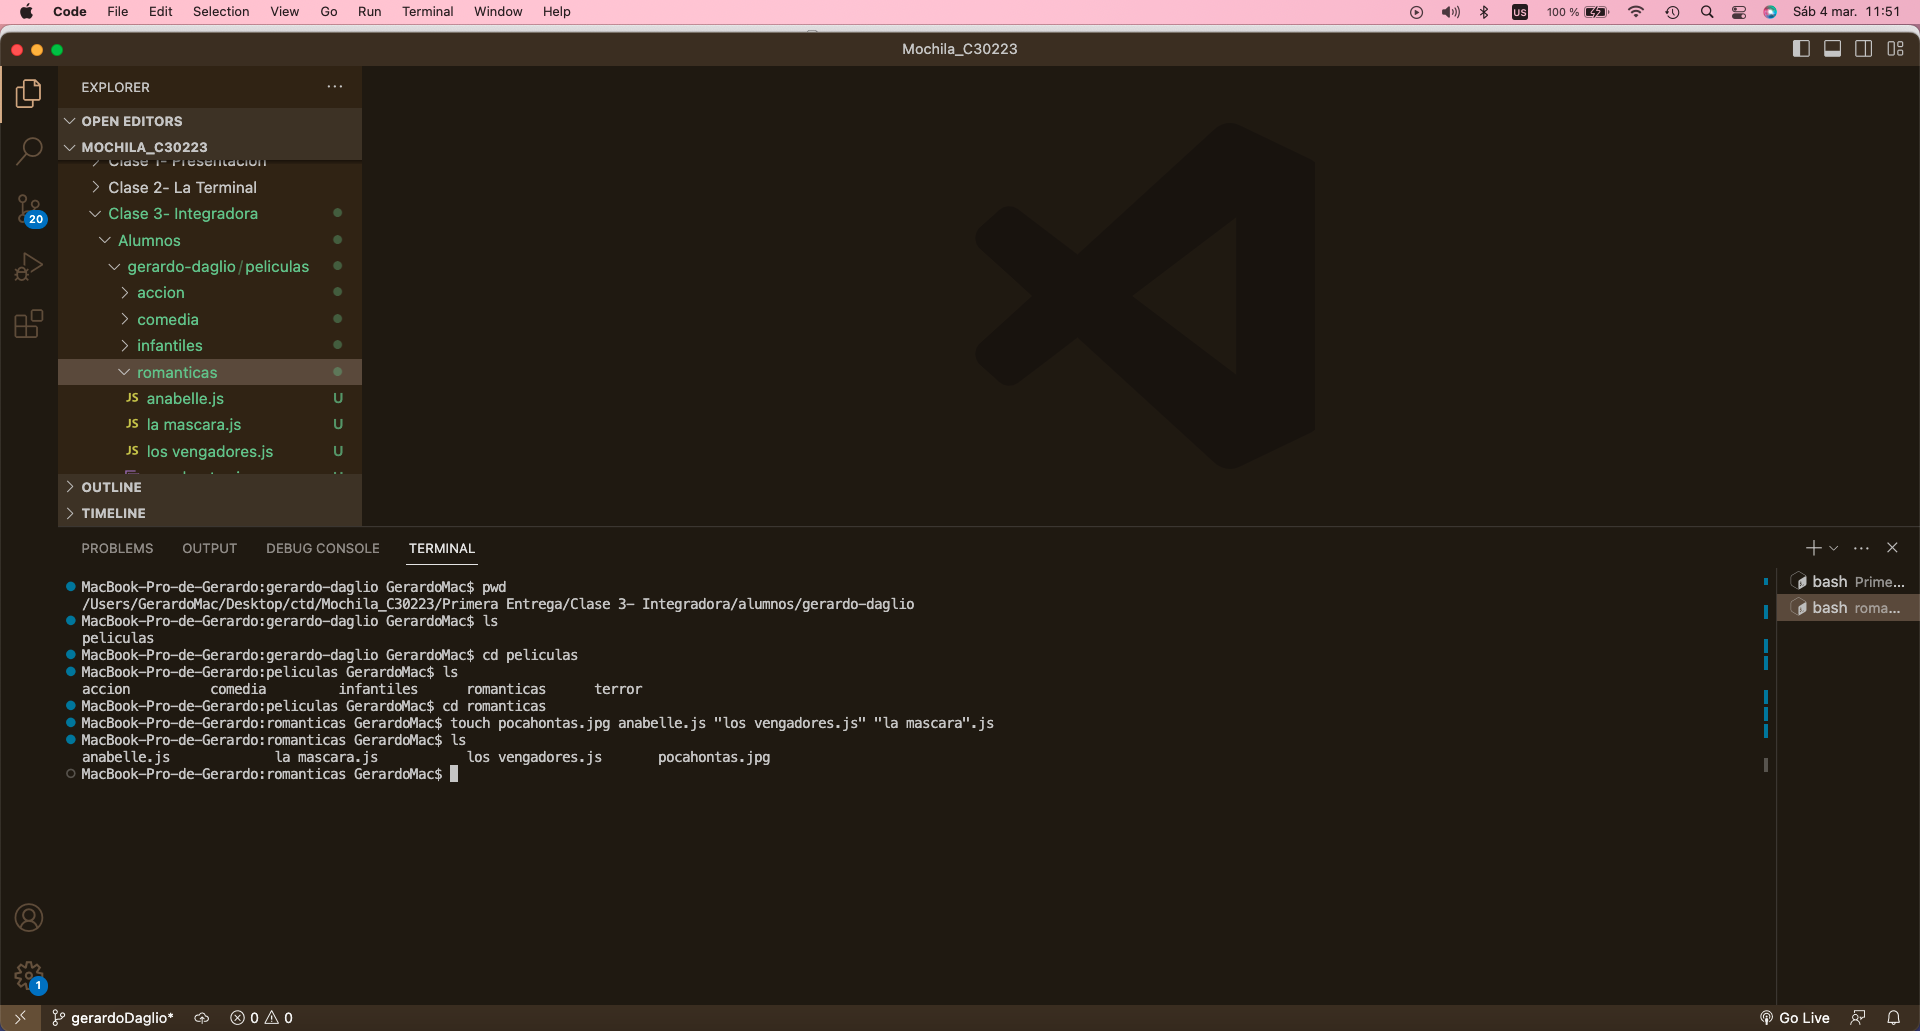 Code File Edit Selection View Go Run Terminal Window Help US 100 % Sáb 4 mar. 11:51
Mochila_C30223
EXPLORER
OPEN EDITORS
MOCHILA_C30223
Clase 1- Presentacion
Clase 2- La Terminal
Clase 3- Integradora
Alumnos
gerardo-daglio/peliculas
accion
comedia
infantiles
romanticas
JS anabelle.js U
JS la mascara.js U
JS los vengadores.js U
OUTLINE
TIMELINE
20
1
PROBLEMS OUTPUT DEBUG CONSOLE TERMINAL
MacBook-Pro-de-Gerardo:gerardo-daglio GerardoMac$ pwd
/Users/GerardoMac/Desktop/ctd/Mochila_C30223/Primera Entrega/Clase 3- Integradora/alumnos/gerardo-daglio
MacBook-Pro-de-Gerardo:gerardo-daglio GerardoMac$ ls
peliculas
MacBook-Pro-de-Gerardo:gerardo-daglio GerardoMac$ cd peliculas
MacBook-Pro-de-Gerardo:peliculas GerardoMac$ ls
accion comedia infantiles romanticas terror
MacBook-Pro-de-Gerardo:peliculas GerardoMac$ cd romanticas
MacBook-Pro-de-Gerardo:romanticas GerardoMac$ touch pocahontas.jpg anabelle.js "los vengadores.js" "la mascara".js
MacBook-Pro-de-Gerardo:romanticas GerardoMac$ ls
anabelle.js la mascara.js los vengadores.js pocahontas.jpg
MacBook-Pro-de-Gerardo:romanticas GerardoMac$
bash Prime...
bash roma...
gerardoDaglio* 0 0 Go Live